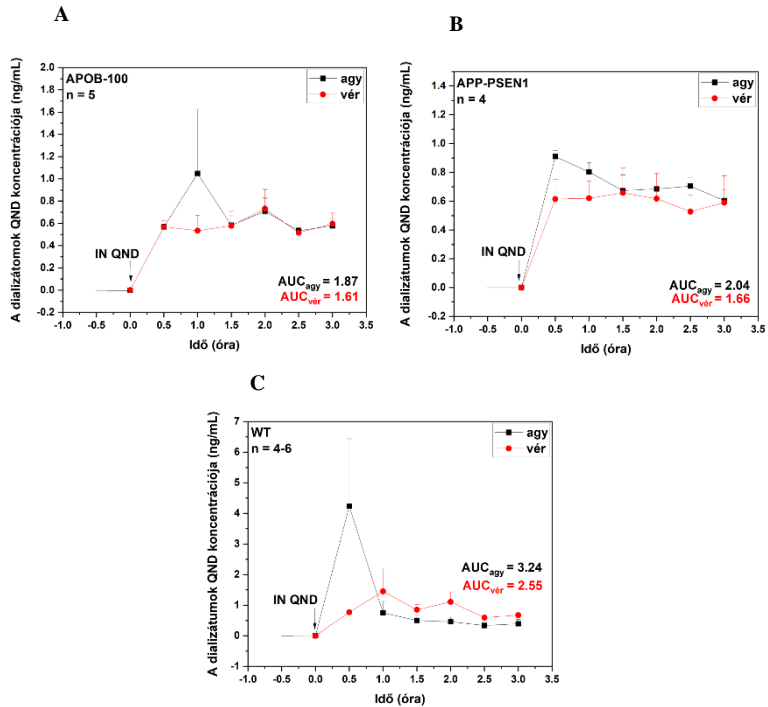 A
A dializátomok QND koncentrációja (ng/mL)
2.0
1.8
1.6
1.4
1.2
1.0
0.8
0.6
0.4
0.2
0.0
-0.2
APOB-100
n = 5
agy
vér
IN QND
AUCagy = 1.87
AUCvér = 1.61
-1.0 -0.5 0.0 0.5 1.0 1.5 2.0 2.5 3.0 3.5
Idő (óra)
B
A dializátumok QND koncentrációja (ng/mL)
1.4
1.2
1.0
0.8
0.6
0.4
0.2
0.0
-0.2
APP-PSEN1
n = 4
agy
vér
IN QND
AUCagy = 2.04
AUCvér = 1.66
-1.0 -0.5 0.0 0.5 1.0 1.5 2.0 2.5 3.0 3.5
Idő (óra)
C
A dializátumok QND koncentrációja (ng/mL)
7
6
5
4
3
2
1
0
-1
WT
n = 4-6
agy
vér
IN QND
AUCagy = 3.24
AUCvér = 2.55
-1.0 -0.5 0.0 0.5 1.0 1.5 2.0 2.5 3.0 3.5
Idő (óra)